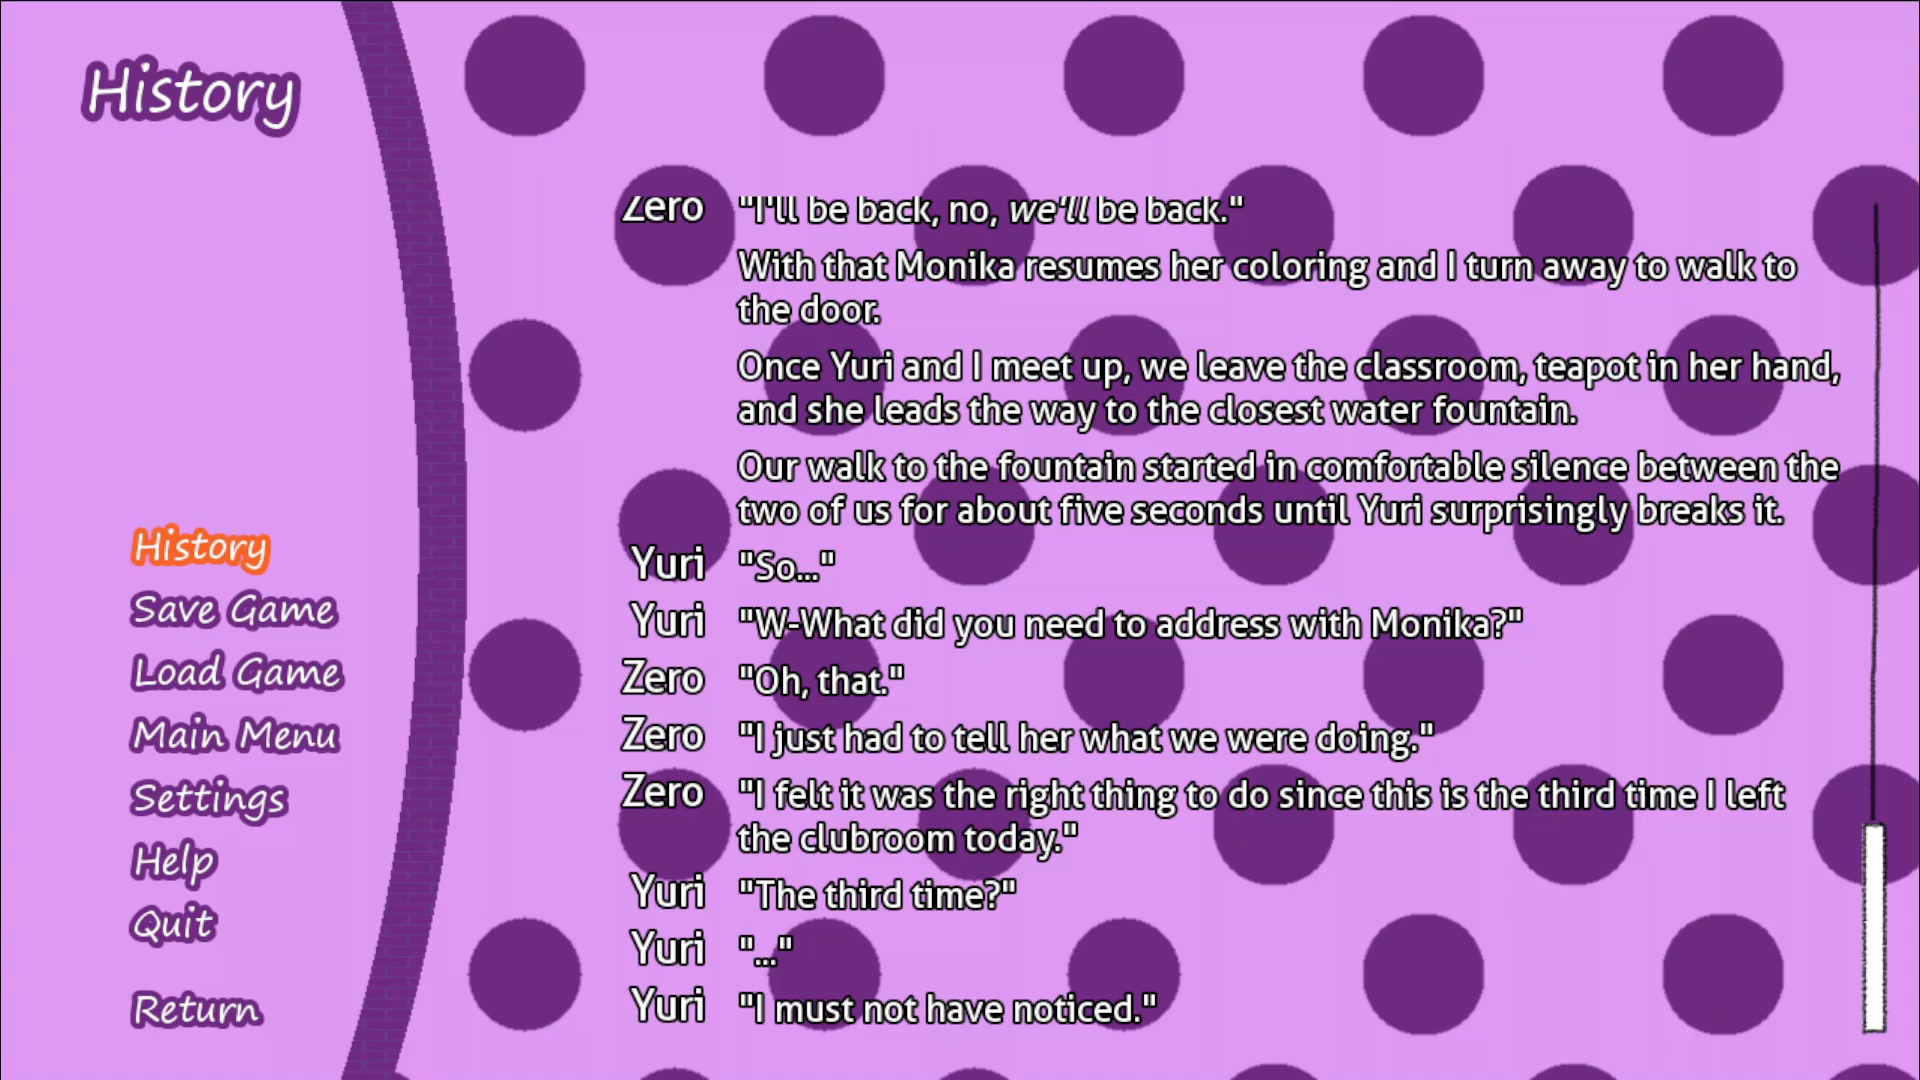 History
Zero "I'll be back, no, we'll be back."
With that Monika resumes her coloring and I turn away to walk to
the door.
Once Yuri and I meet up, we leave the classroom, teapot in her hand,
and she leads the way to the closest water fountain.
Our walk to the fountain started in comfortable silence between the
two of us for about five seconds until Yuri surprisingly breaks it.
Yuri "So..."
Yuri "W-What did you need to address with Monika?"
Zero "Oh, that."
Zero "I just had to tell her what we were doing."
Zero "I felt it was the right thing to do since this is the third time I left
the clubroom today."
Yuri "The third time?"
Yuri "..."
Yuri "I must not have noticed."
History
Save Game
Load Game
Main Menu
Settings
Help
Quit
Return